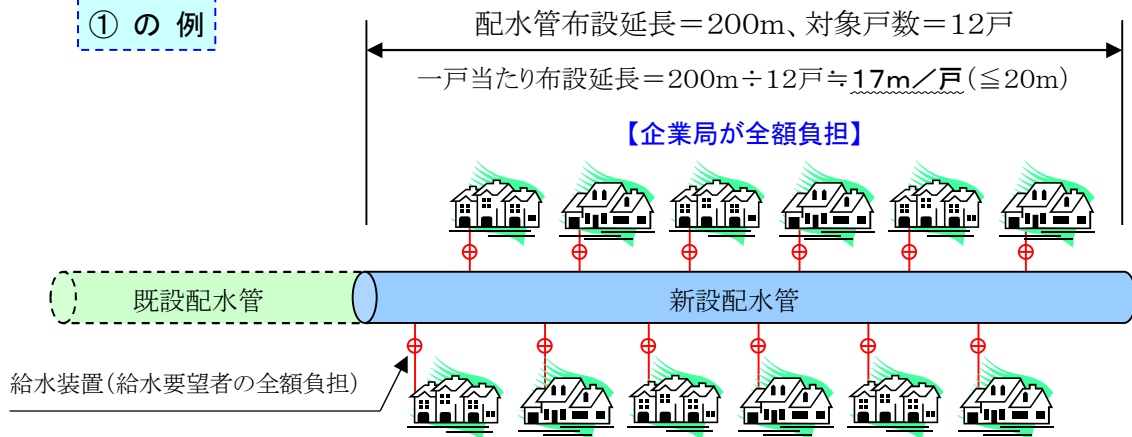 ① の 例
配水管布設延長=200m、対象戸数=12戸
一戸当たり布設延長=200m÷12戸≒17m/戸(≦20m)
【企業局が全額負担】
既設配水管
新設配水管
給水装置(給水要望者の全額負担)